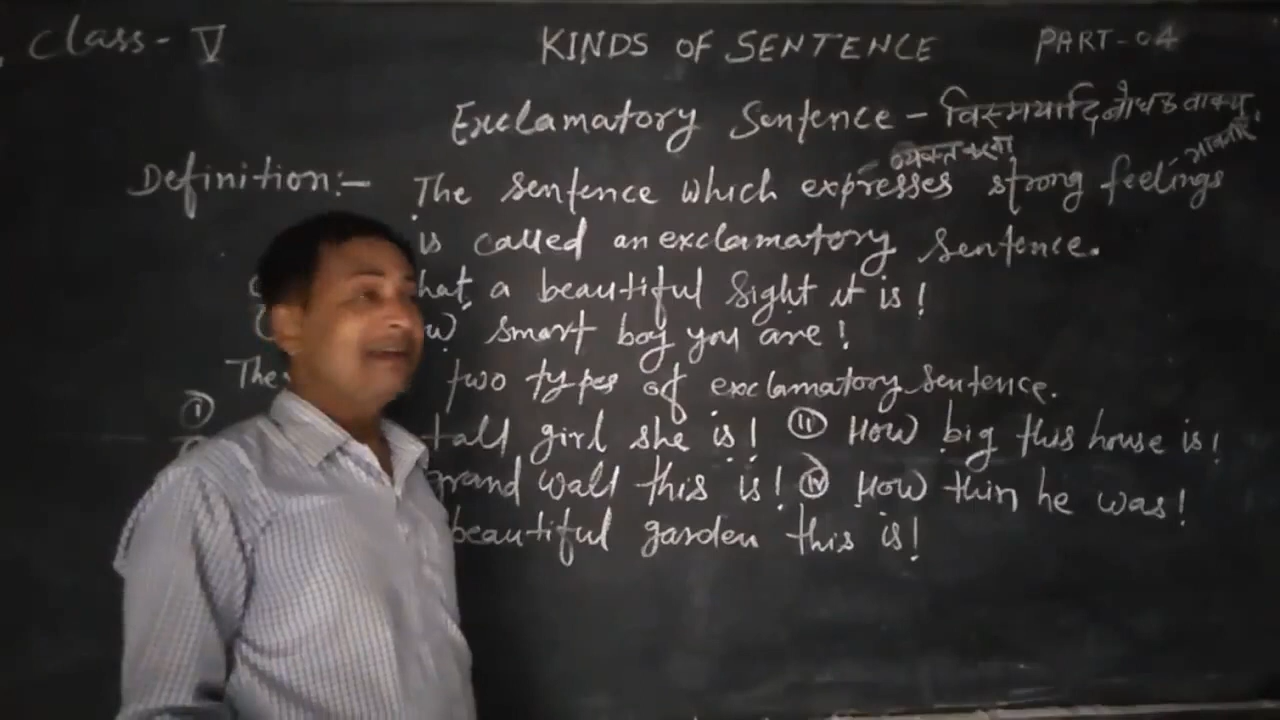 Class - V
KINDS OF SENTENCE PART-04
Exclamatory Sentence - विस्मयादिबोधक वाक्य
व्यक्त करना भावनाएं
Definition:- The sentence which expresses strong feelings
is called an exclamatory sentence.
hat, a beautiful sight it is!
ow smart boy you are!
The two types of exclamatory sentence.
(i) tall girl she is! (ii) How big this house is!
grand wall this is! (iv) How thin he was!
beautiful garden this is!